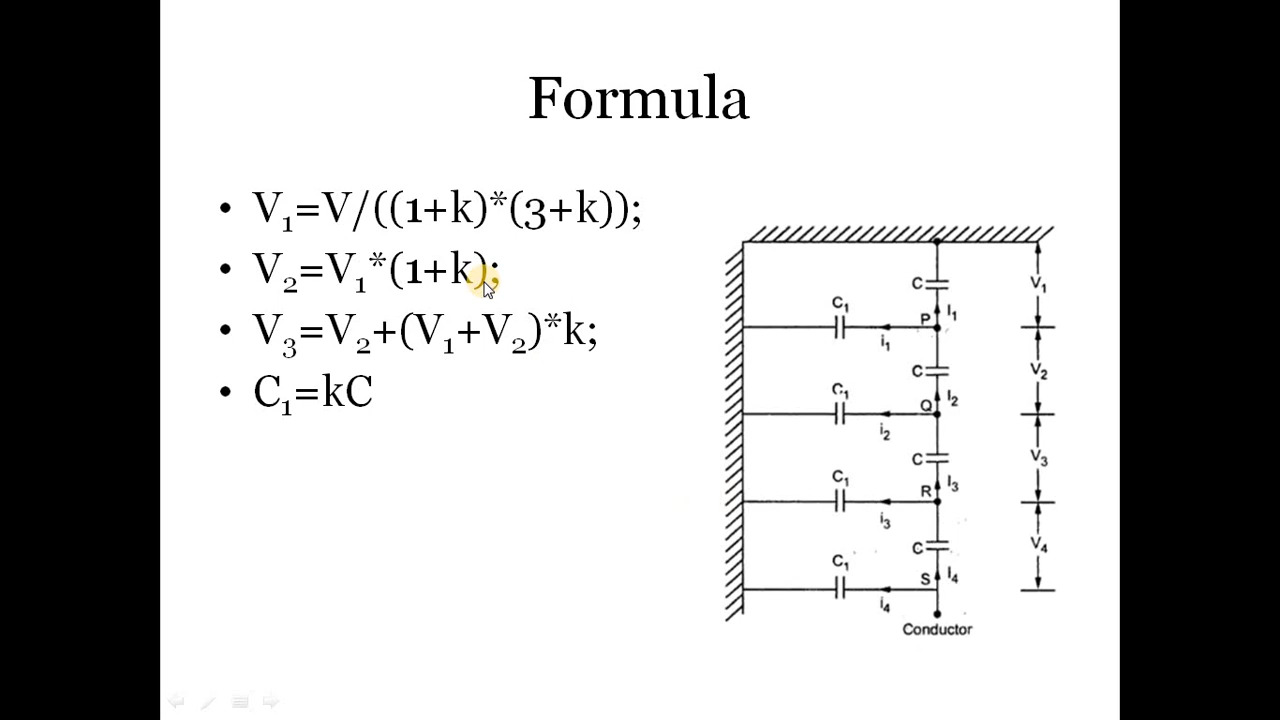 Formula
• V₁=V/((1+k)*(3+k));
• V₂=V₁*(1+k);
• V₃=V₂+(V₁+V₂)*k;
• C₁=kC
C
V₁
C₁
I₁
P
i₁
C
V₂
C₁
I₂
Q
i₂
C
V₃
C₁
I₃
R
i₃
C
V₄
C₁
I₄
S
i₄
Conductor